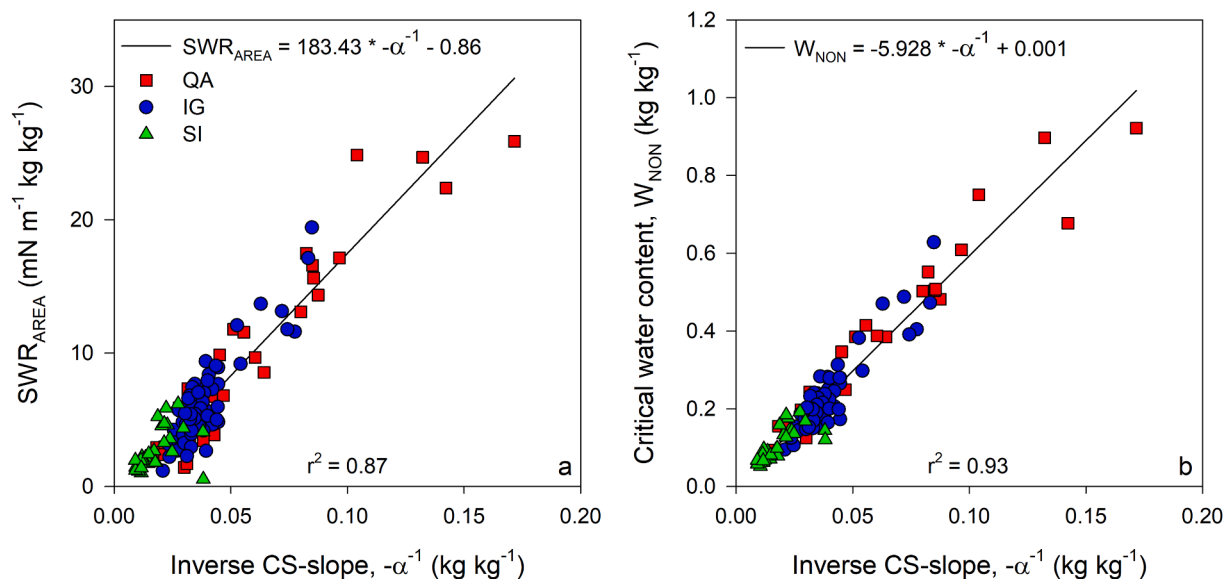 SWR_AREA = 183.43 * -α⁻¹ - 0.86
QA
IG
SI
SWR_AREA (mN m⁻¹ kg kg⁻¹)
30
20
10
0
r² = 0.87
a
0.00 0.05 0.10 0.15 0.20
Inverse CS-slope, -α⁻¹ (kg kg⁻¹)
W_NON = -5.928 * -α⁻¹ + 0.001
Critical water content, W_NON (kg kg⁻¹)
1.2
1.0
0.8
0.6
0.4
0.2
0.0
r² = 0.93
b
0.00 0.05 0.10 0.15 0.20
Inverse CS-slope, -α⁻¹ (kg kg⁻¹)